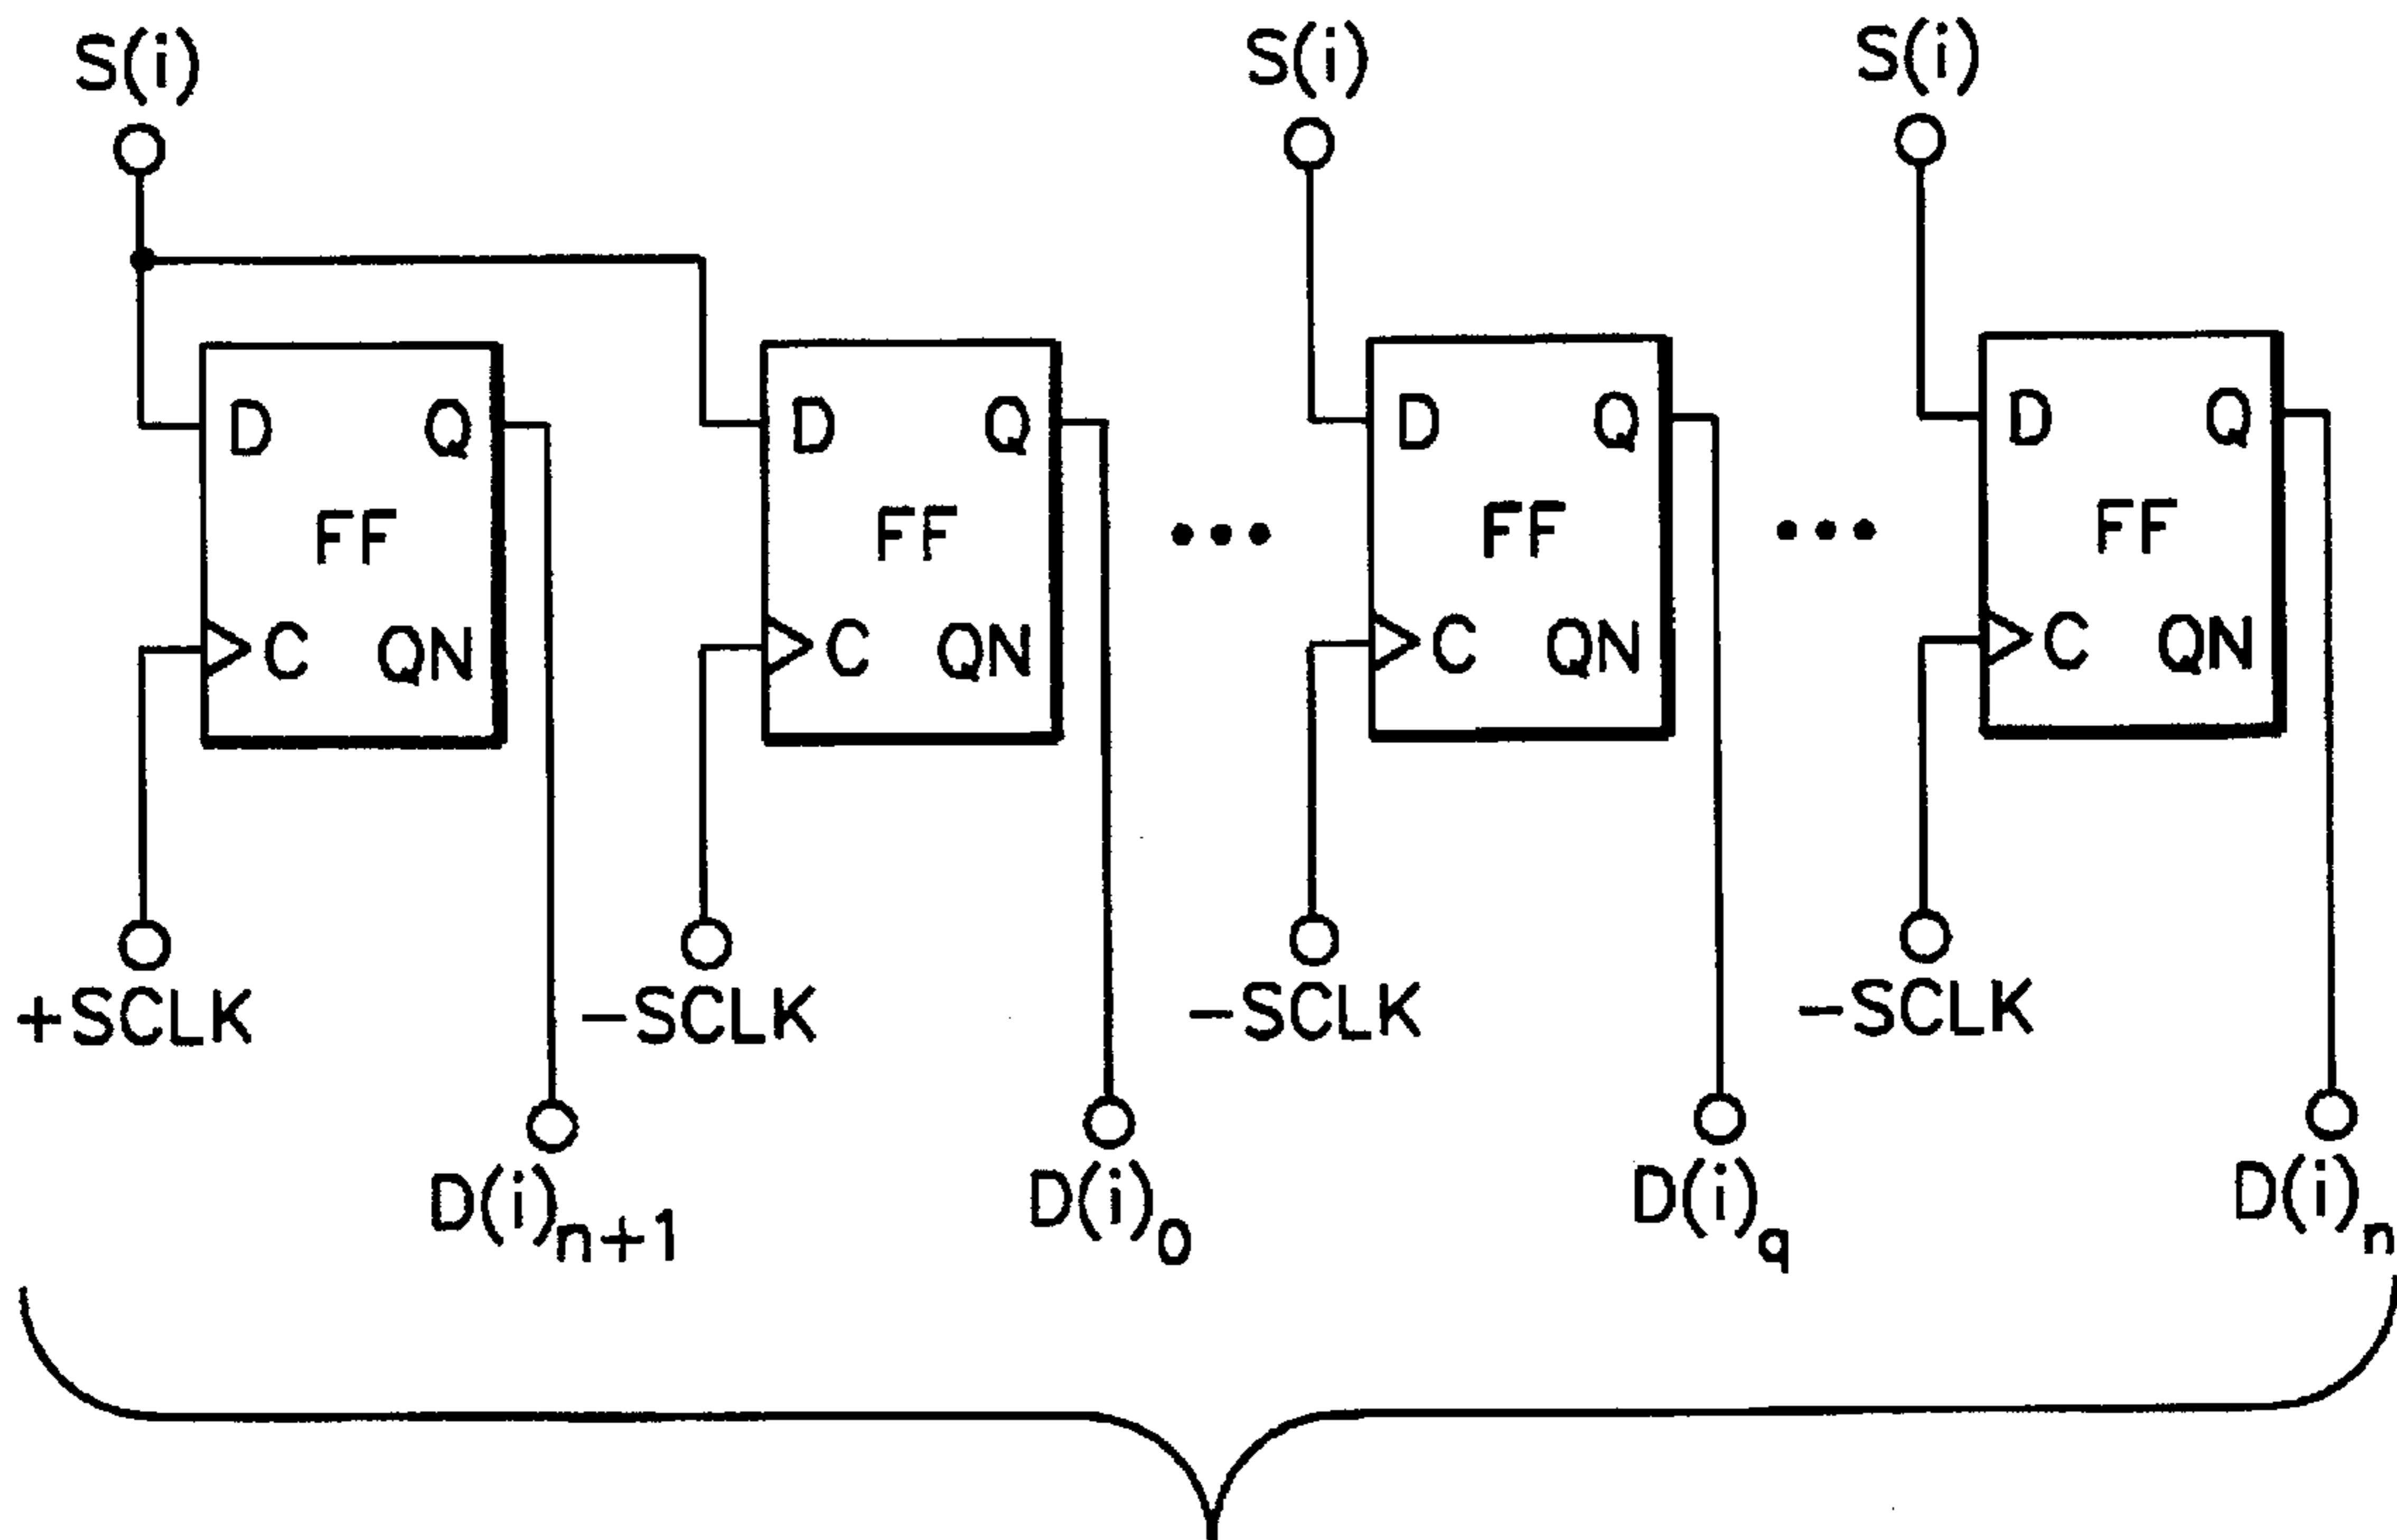 S(i) S(i) S(i)
D Q D Q D Q D Q
FF FF FF FF
C QN C QN C QN C QN
+SCLK -SCLK -SCLK -SCLK
D(i)n+1 D(i)0 D(i)q D(i)n